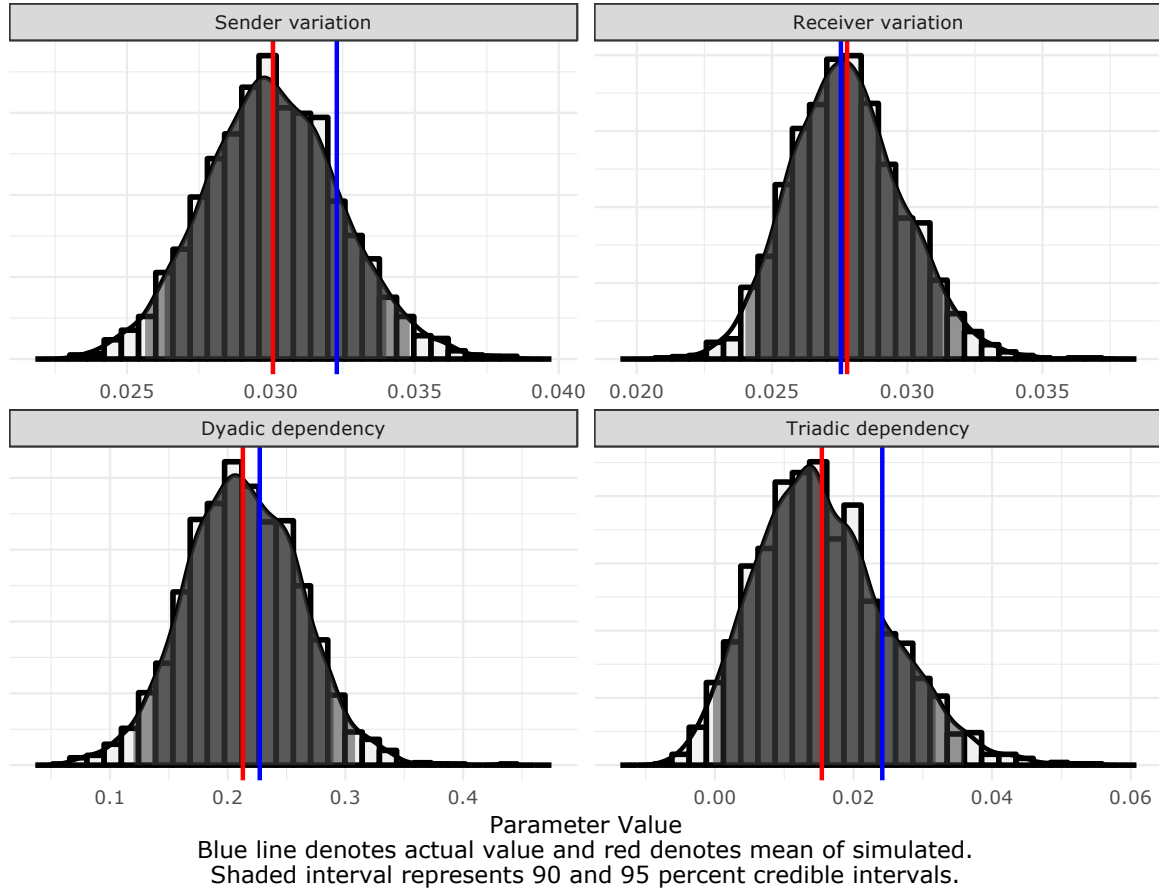 Sender variation
Receiver variation
0.025 0.030 0.035 0.040
0.020 0.025 0.030 0.035
Dyadic dependency
Triadic dependency
0.1 0.2 0.3 0.4
0.00 0.02 0.04 0.06
Parameter Value
Blue line denotes actual value and red denotes mean of simulated.
Shaded interval represents 90 and 95 percent credible intervals.